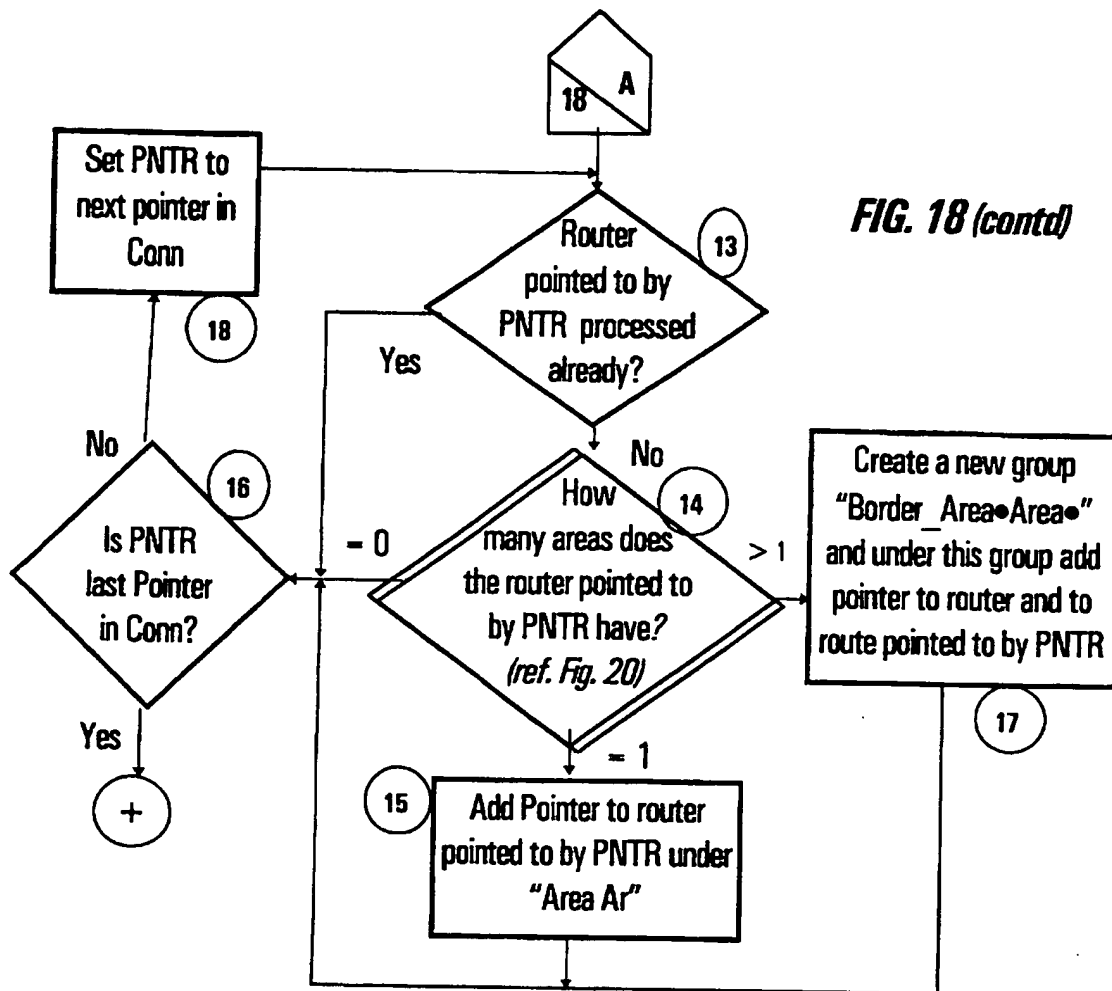 A
18
Set PNTR to
next pointer in
Conn
18
FIG. 18 (contd)
Router
pointed to by
PNTR processed
already?
13
Yes
No
No
16
Is PNTR
last Pointer
in Conn?
Yes
+
= 0
How
many areas does
the router pointed to
by PNTR have?
(ref. Fig. 20)
14
> 1
= 1
Create a new group
"Border_Area•Area•"
and under this group add
pointer to router and to
route pointed to by PNTR
17
15
Add Pointer to router
pointed to by PNTR under
"Area Ar"